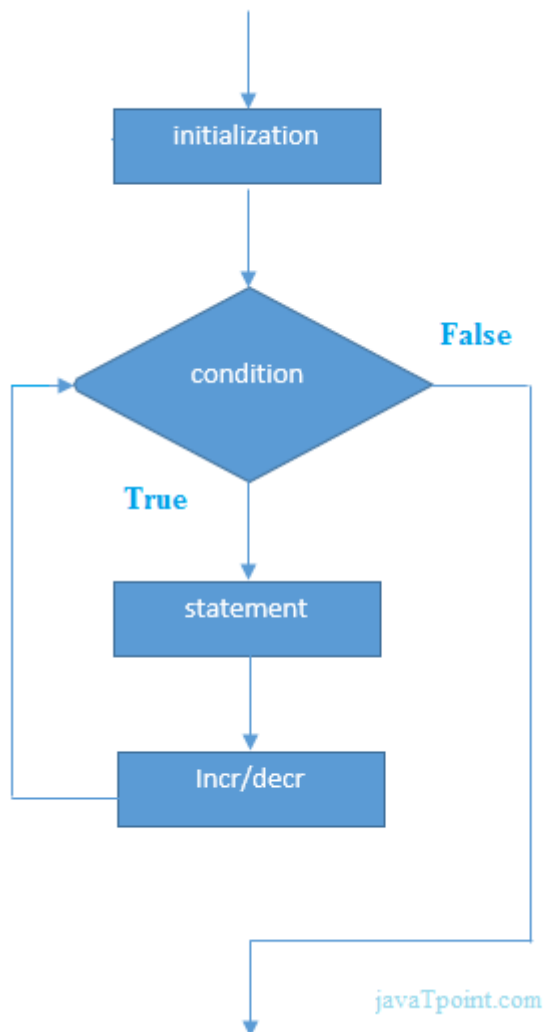 initialization
False
condition
True
statement
Incr/decr
javaTpoint.com